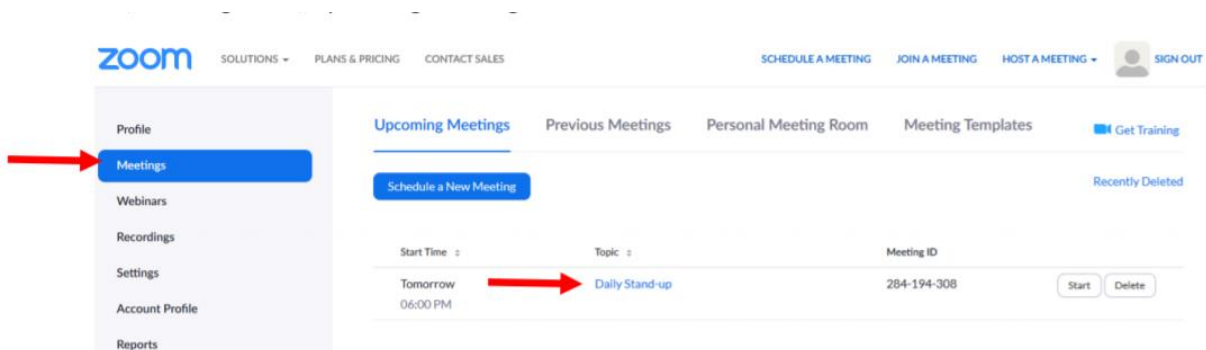 zoom SOLUTIONS PLANS & PRICING CONTACT SALES SCHEDULE A MEETING JOIN A MEETING HOST A MEETING SIGN OUT
Profile
Meetings
Webinars
Recordings
Settings
Account Profile
Reports
Upcoming Meetings Previous Meetings Personal Meeting Room Meeting Templates Get Training
Schedule a New Meeting Recently Deleted
Start Time Topic Meeting ID
Tomorrow Daily Stand-up 284-194-308 Start Delete
06:00 PM